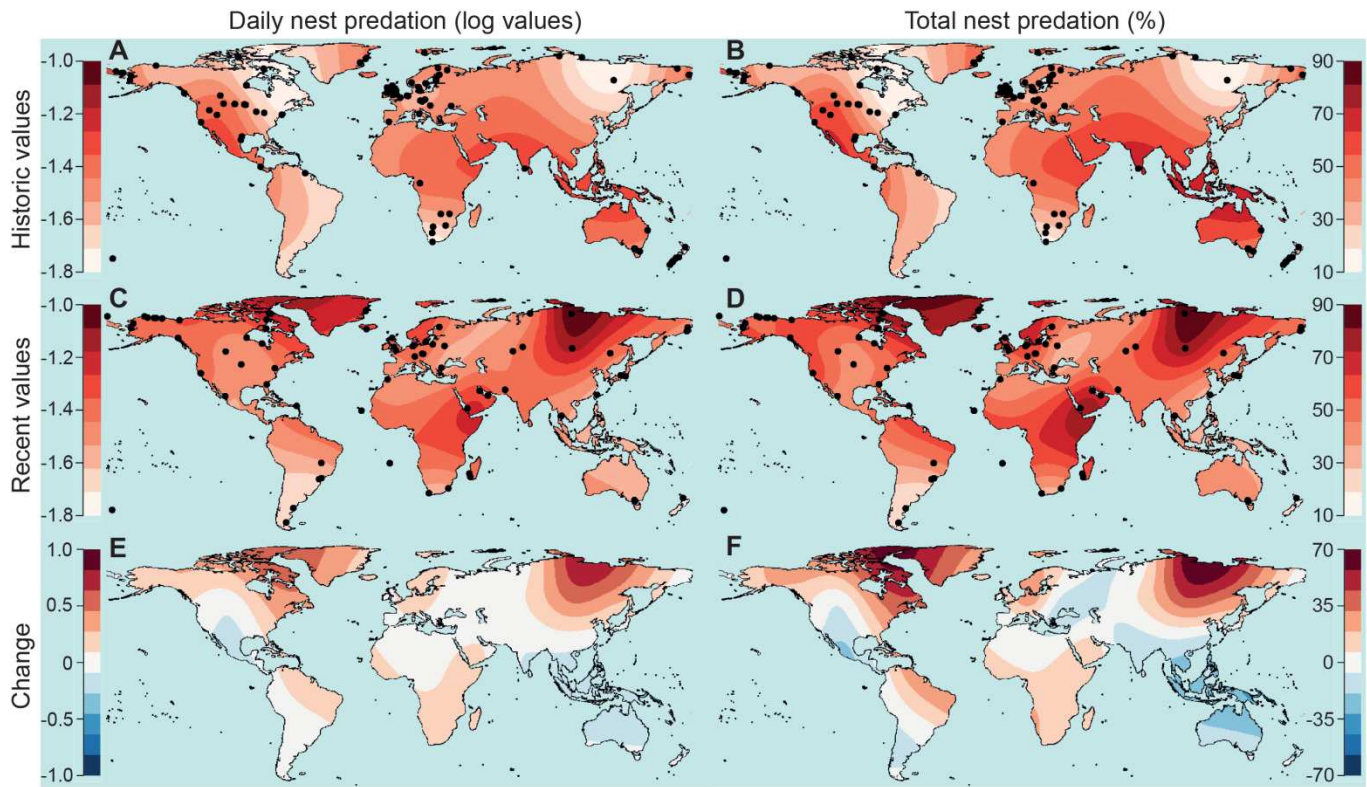 Daily nest predation (log values)
Total nest predation (%)
Historic values
-1.0
-1.2
-1.4
-1.6
-1.8
A
B
90
70
50
30
10
Recent values
-1.0
-1.2
-1.4
-1.6
-1.8
C
D
90
70
50
30
10
Change
1.0
0.5
0
-0.5
-1.0
E
F
70
35
0
-35
-70